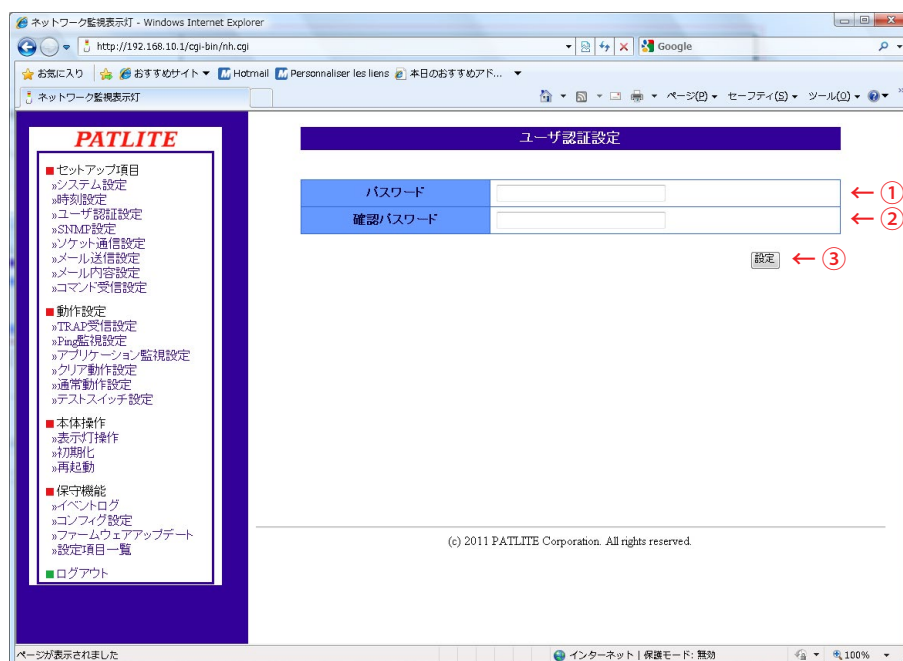 ネットワーク監視表示灯 - Windows Internet Explorer
http://192.168.10.1/cgi-bin/nh.cgi
Google
お気に入り
おすすめサイト
Hotmail
Personnaliser les liens
本日のおすすめアド...
ネットワーク監視表示灯
ページ(P)
セーフティ(S)
ツール(O)
PATLITE
セットアップ項目
»システム設定
»時刻設定
»ユーザ認証設定
»SNMP設定
»ソケット通信設定
»メール送信設定
»メール内容設定
»コマンド受信設定
動作設定
»TRAP受信設定
»Ping監視設定
»アプリケーション監視設定
»クリア動作設定
»通常動作設定
»テストスイッチ設定
本体操作
»表示灯操作
»初期化
»再起動
保守機能
»イベントログ
»コンフィグ設定
»ファームウェアアップデート
»設定項目一覧
ログアウト
ユーザ認証設定
パスワード
← ①
確認パスワード
← ②
設定 ← ③
(c) 2011 PATLITE Corporation. All rights reserved.
ページが表示されました
インターネット | 保護モード: 無効
100%